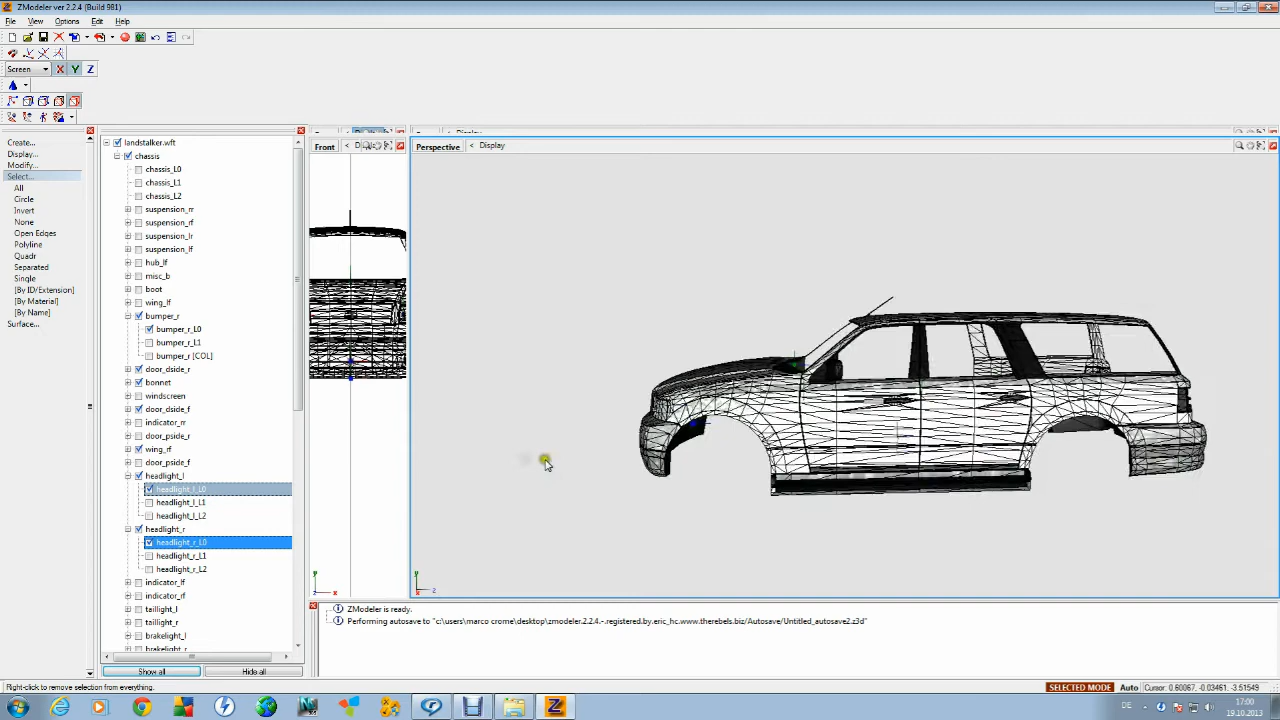 ZModeler ver 2.2.4 (Build 981)
File View Options Edit Help
Screen X Y Z
Create...
Display...
Modify...
Select...
All
Circle
Invert
None
Open Edges
Polyline
Quadr
Separated
Single
[By ID/Extension]
[By Material]
[By Name]
Surface...
landstalker.wft
chassis
chassis_L0
chassis_L1
chassis_L2
suspension_rr
suspension_rf
suspension_lr
suspension_lf
hub_lf
misc_b
boot
wing_lf
bumper_r
bumper_r_L0
bumper_r_L1
bumper_r [COL]
door_dside_r
bonnet
windscreen
door_dside_f
indicator_rr
door_pside_r
wing_rf
door_pside_f
headlight_l
headlight_l_L0
headlight_l_L1
headlight_l_L2
headlight_r
headlight_r_L0
headlight_r_L1
headlight_r_L2
indicator_lf
indicator_rf
taillight_l
taillight_r
brakelight_l
brakelight_r
Show all Hide all
Front
Perspective < Display
y
z x
y
z
ZModeler is ready.
Performing autosave to "c:\users\marco crome\desktop\zmodeler.2.2.4.-.registered.by.eric_hc.www.therebels.biz/Autosave/Untitled_autosave2.z3d"
Right-click to remove selection from everything.
SELECTED MODE Auto Cursor: 0.60067, -0.03461, -3.51549
DE
17:00
19.10.2013